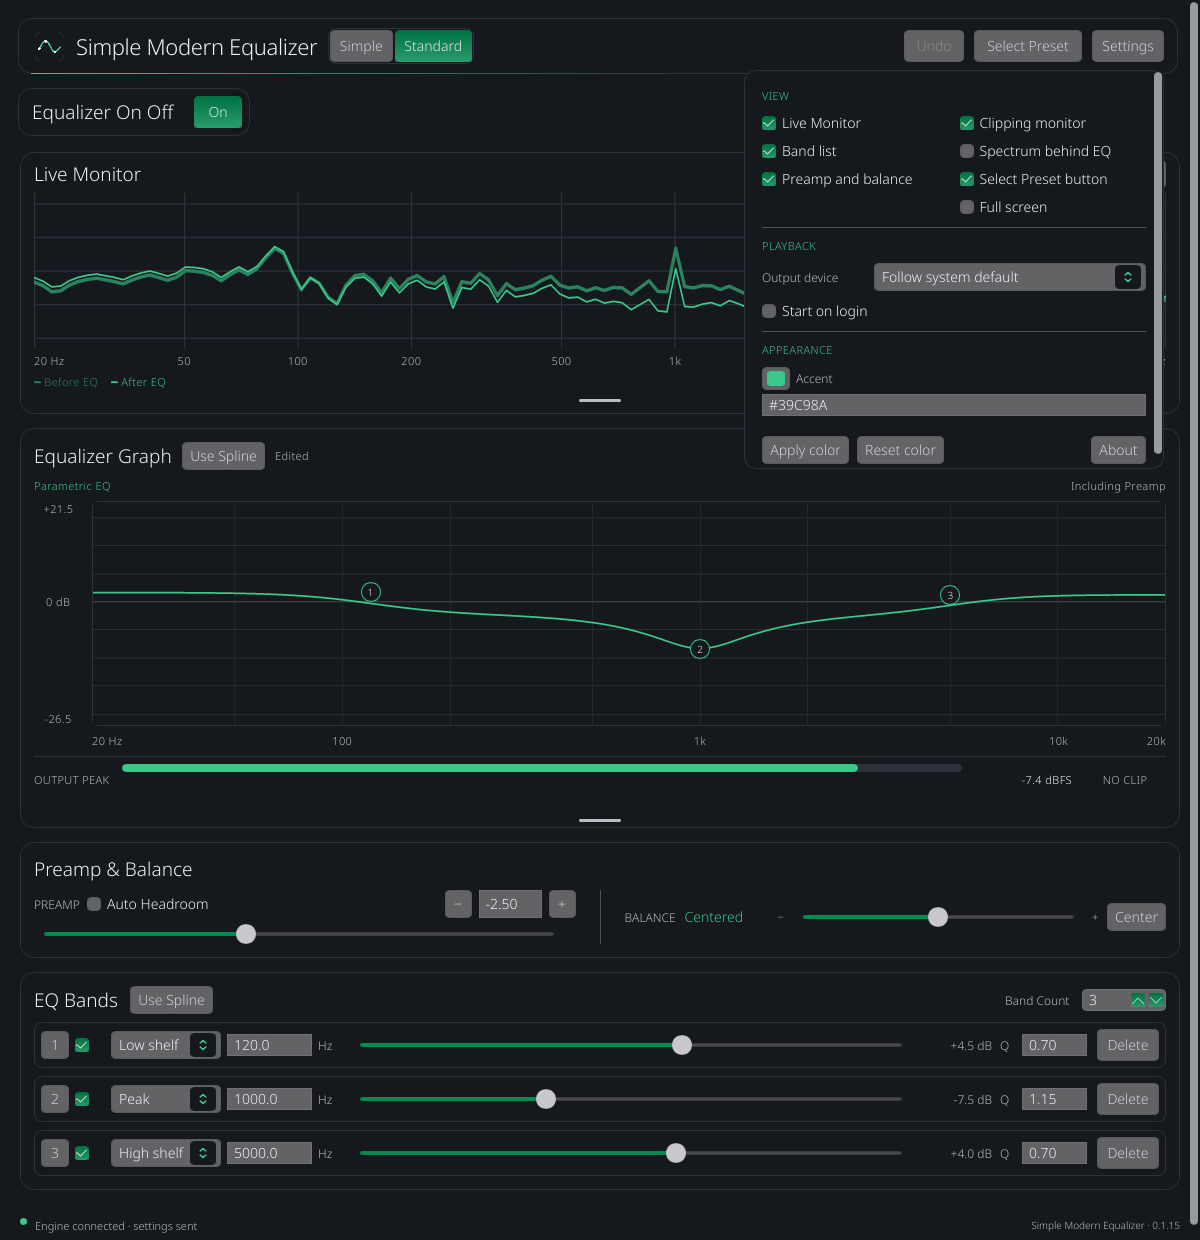 Simple Modern Equalizer
Simple
Standard
Undo
Select Preset
Settings
Equalizer On Off
On
VIEW
Live Monitor
Clipping monitor
Band list
Spectrum behind EQ
Preamp and balance
Select Preset button
Full screen
PLAYBACK
Output device
Follow system default
Start on login
APPEARANCE
Accent
#39C98A
Apply color
Reset color
About
Live Monitor
20 Hz
50
100
200
500
1k
Before EQ
After EQ
Equalizer Graph
Use Spline
Edited
Parametric EQ
Including Preamp
+21.5
0 dB
-26.5
1
2
3
20 Hz
100
1k
10k
20k
OUTPUT PEAK
-7.4 dBFS
NO CLIP
Preamp & Balance
PREAMP
Auto Headroom
−
-2.50
+
BALANCE
Centered
−
+
Center
EQ Bands
Use Spline
Band Count
3
1
Low shelf
120.0
Hz
+4.5 dB
Q
0.70
Delete
2
Peak
1000.0
Hz
-7.5 dB
Q
1.15
Delete
3
High shelf
5000.0
Hz
+4.0 dB
Q
0.70
Delete
Engine connected · settings sent
Simple Modern Equalizer · 0.1.15